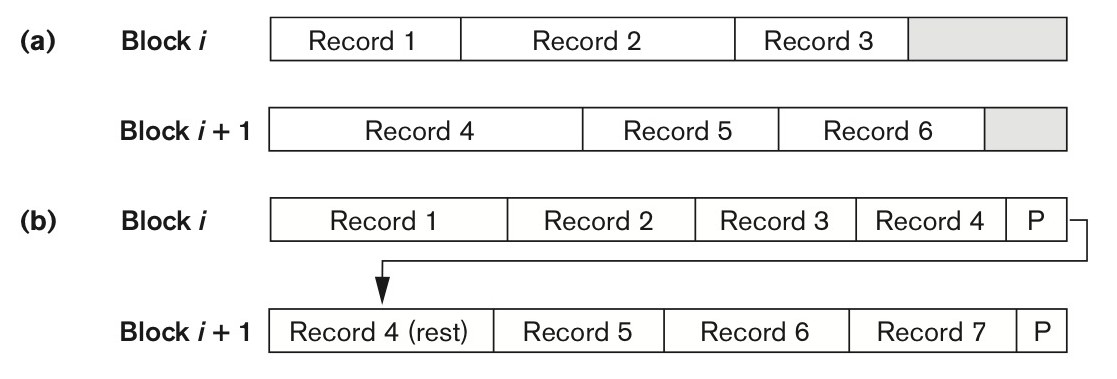 (a) Block i Record 1 Record 2 Record 3
Block i + 1 Record 4 Record 5 Record 6
(b) Block i Record 1 Record 2 Record 3 Record 4 P
Block i + 1 Record 4 (rest) Record 5 Record 6 Record 7 P